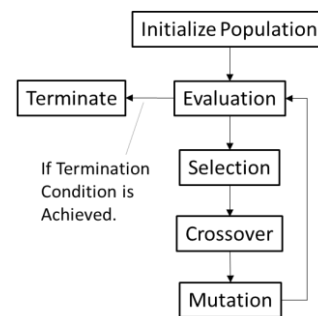 Initialize Population
Terminate
Evaluation
If Termination
Condition is
Achieved.
Selection
Crossover
Mutation